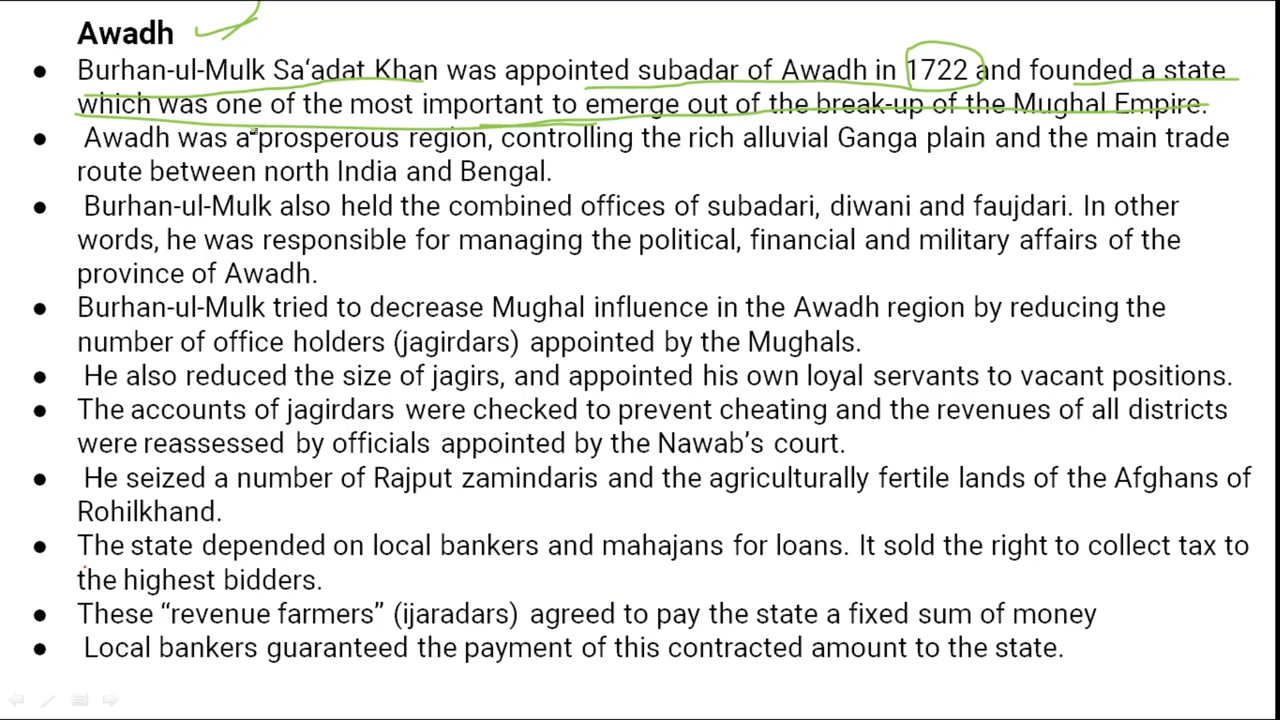 Awadh
● Burhan-ul-Mulk Sa‘adat Khan was appointed subadar of Awadh in 1722 and founded a state
which was one of the most important to emerge out of the break-up of the Mughal Empire.
● Awadh was a prosperous region, controlling the rich alluvial Ganga plain and the main trade
route between north India and Bengal.
● Burhan-ul-Mulk also held the combined offices of subadari, diwani and faujdari. In other
words, he was responsible for managing the political, financial and military affairs of the
province of Awadh.
● Burhan-ul-Mulk tried to decrease Mughal influence in the Awadh region by reducing the
number of office holders (jagirdars) appointed by the Mughals.
● He also reduced the size of jagirs, and appointed his own loyal servants to vacant positions.
● The accounts of jagirdars were checked to prevent cheating and the revenues of all districts
were reassessed by officials appointed by the Nawab’s court.
● He seized a number of Rajput zamindaris and the agriculturally fertile lands of the Afghans of
Rohilkhand.
● The state depended on local bankers and mahajans for loans. It sold the right to collect tax to
the highest bidders.
● These “revenue farmers” (ijaradars) agreed to pay the state a fixed sum of money
● Local bankers guaranteed the payment of this contracted amount to the state.